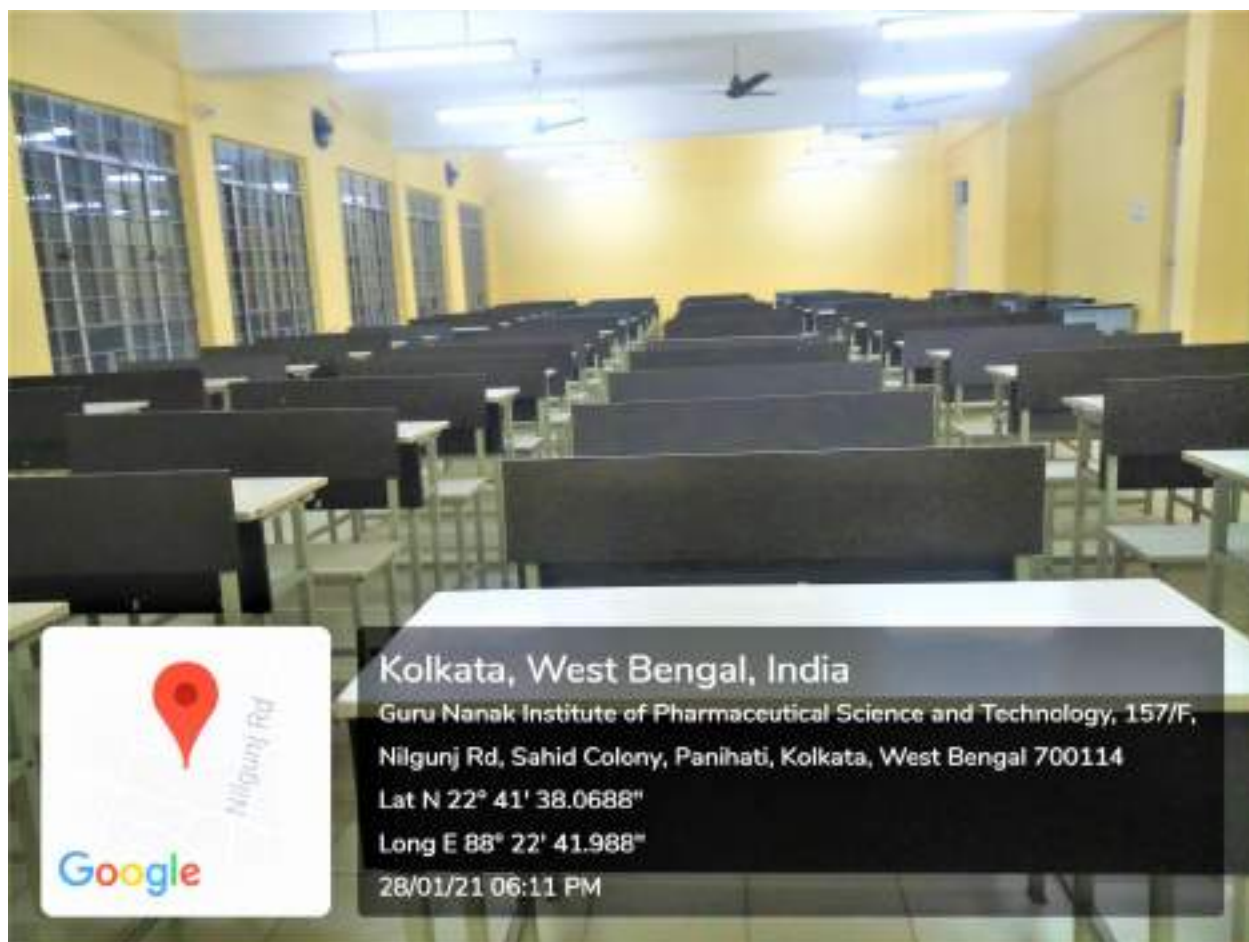 Nilgunj Rd
Google
Kolkata, West Bengal, India
Guru Nanak Institute of Pharmaceutical Science and Technology, 157/F,
Nilgunj Rd, Sahid Colony, Panihati, Kolkata, West Bengal 700114
Lat N 22° 41' 38.0688"
Long E 88° 22' 41.988"
28/01/21 06:11 PM